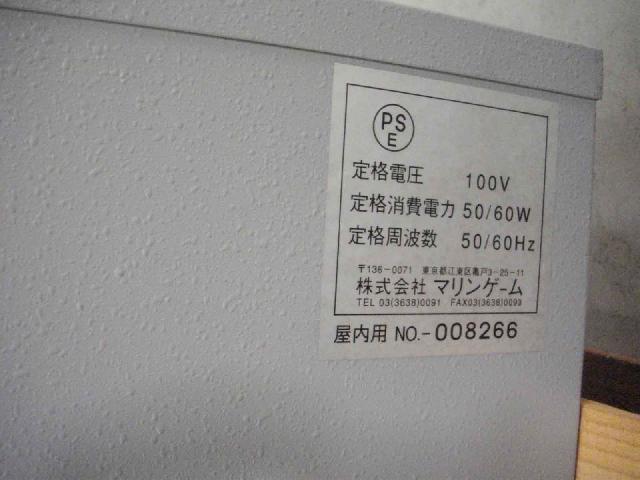 PS
E
定格電圧 100V
定格消費電力 50/60W
定格周波数 50/60Hz
〒136-0071 東京都江東区亀戸3-25-11
株式会社 マリンゲーム
TEL 03(3638)0091 FAX03(3638)0093
屋内用 NO.-008266